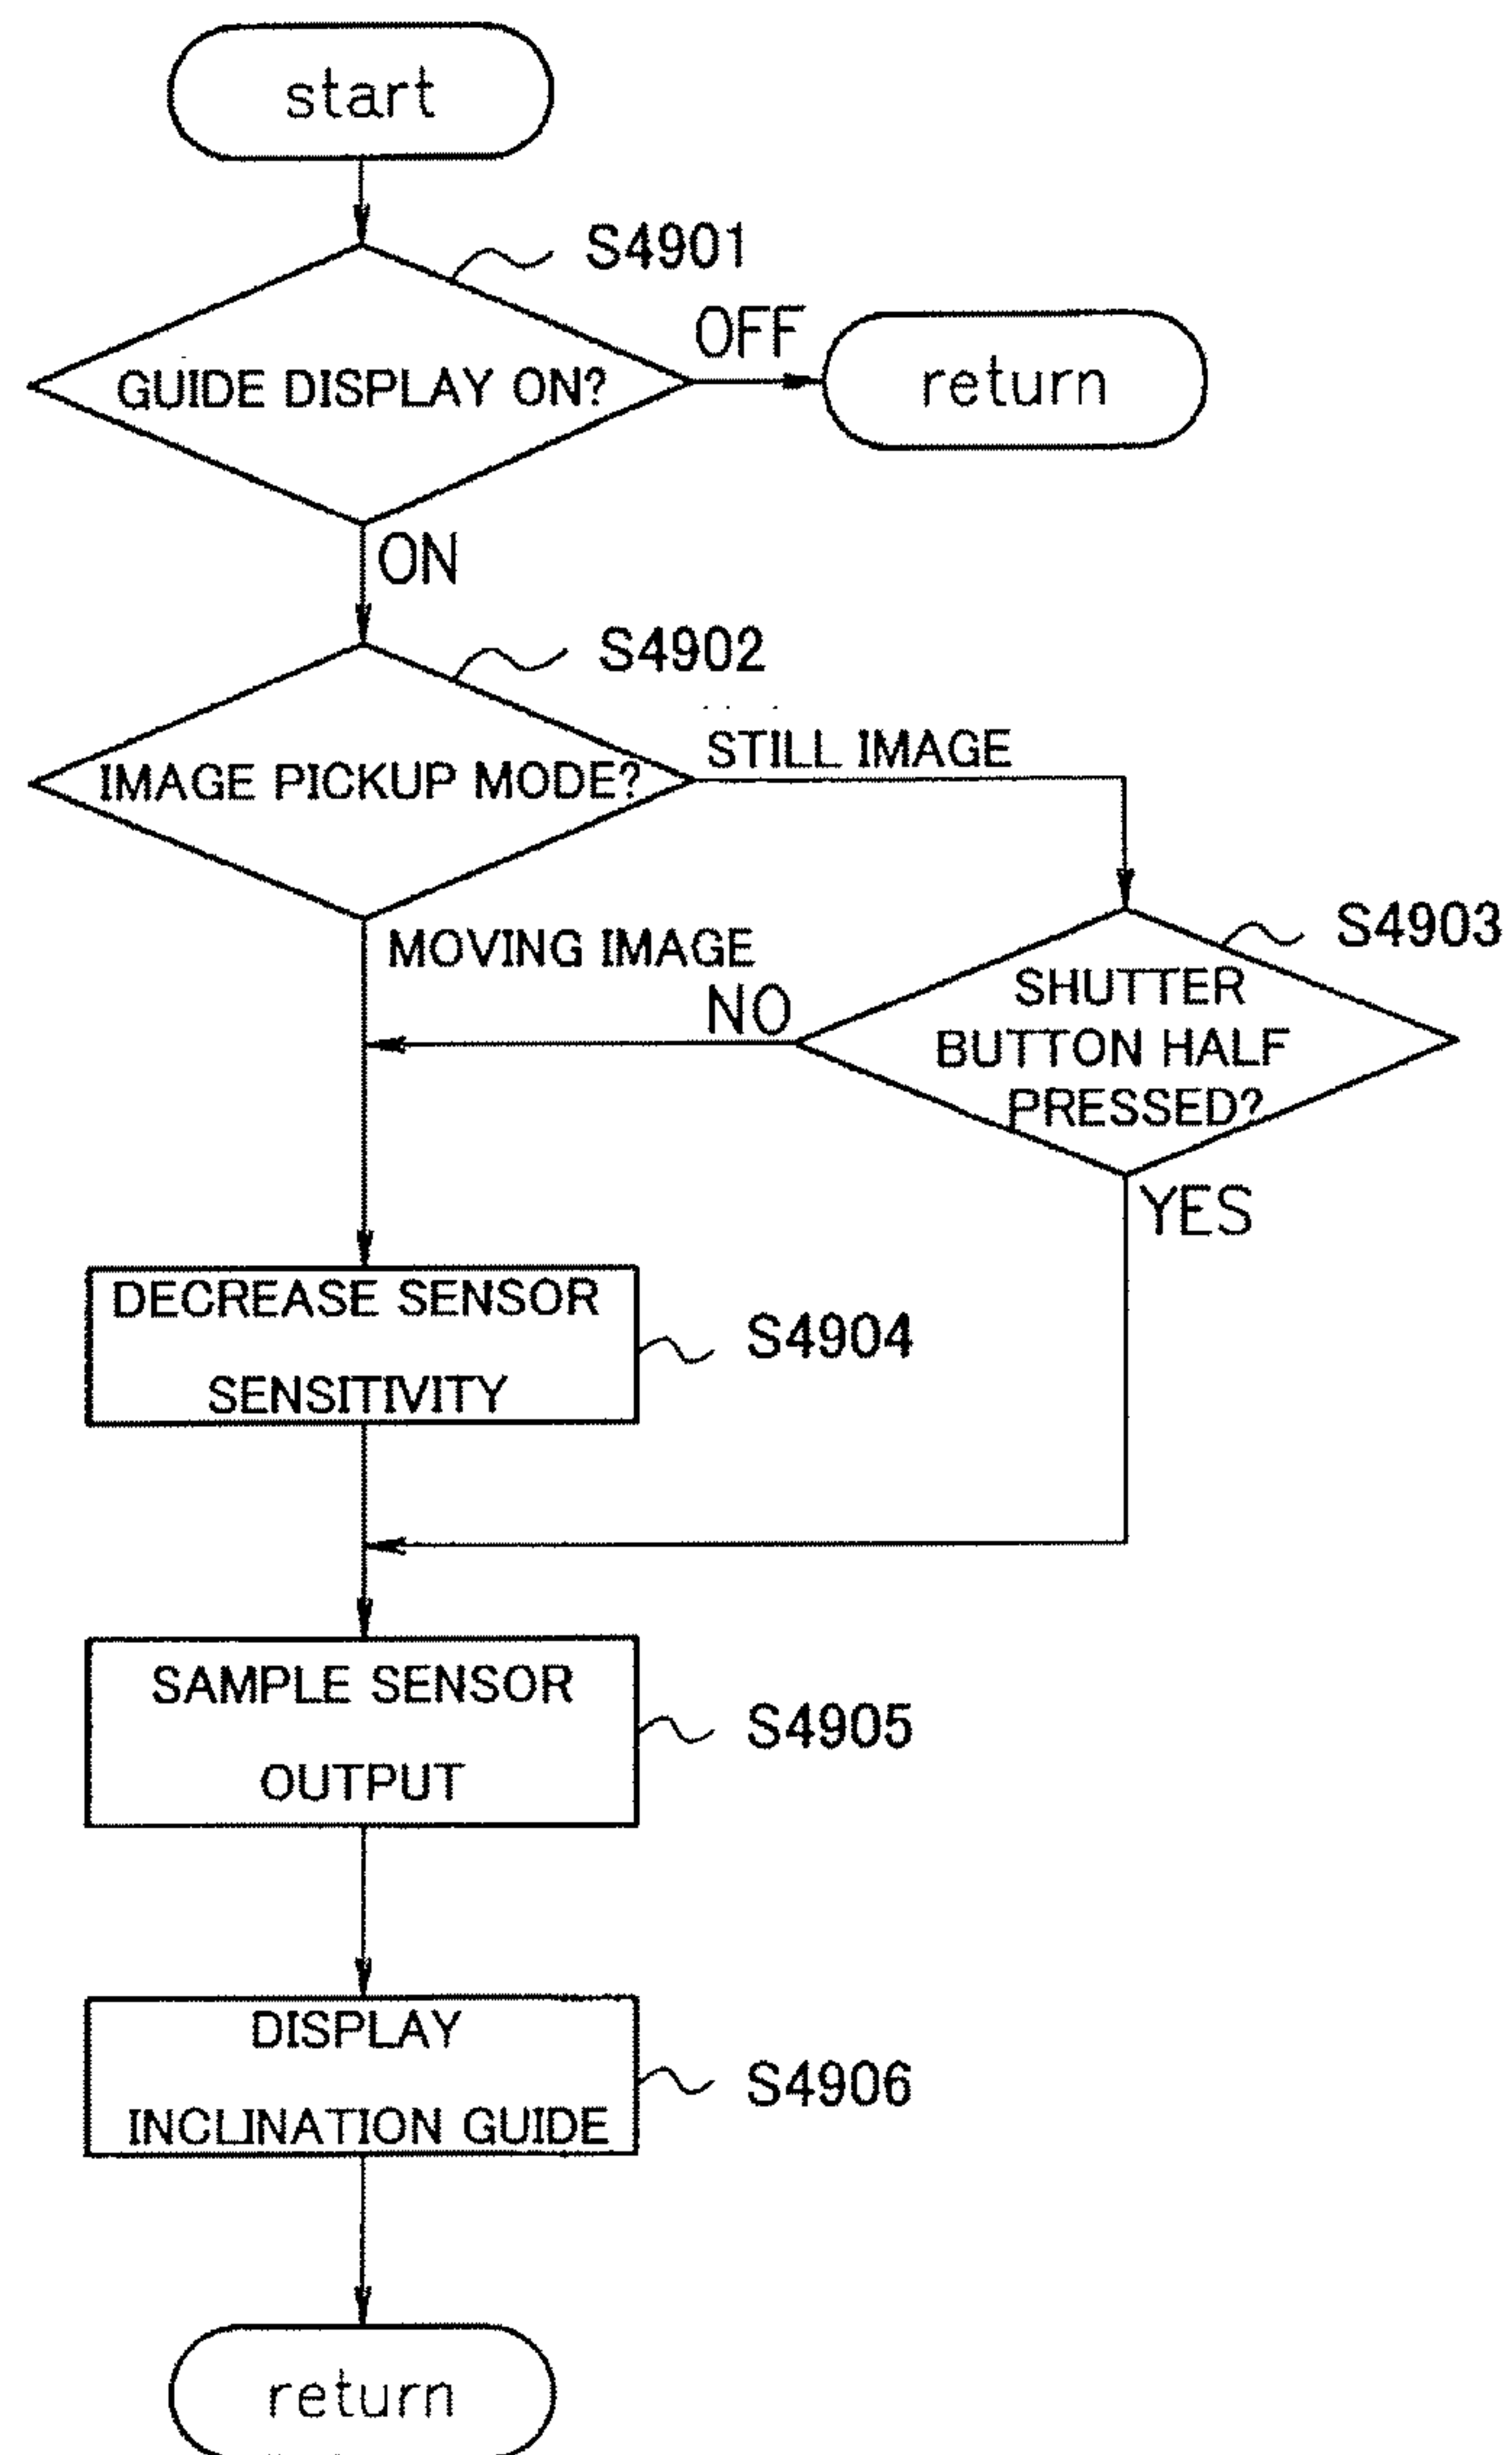 start
S4901
OFF
GUIDE DISPLAY ON?
return
ON
S4902
STILL IMAGE
IMAGE PICKUP MODE?
S4903
MOVING IMAGE
SHUTTER
NO
BUTTON HALF
PRESSED?
YES
DECREASE SENSOR
S4904
SENSITIVITY
SAMPLE SENSOR
S4905
OUTPUT
DISPLAY
S4906
INCLINATION GUIDE
return